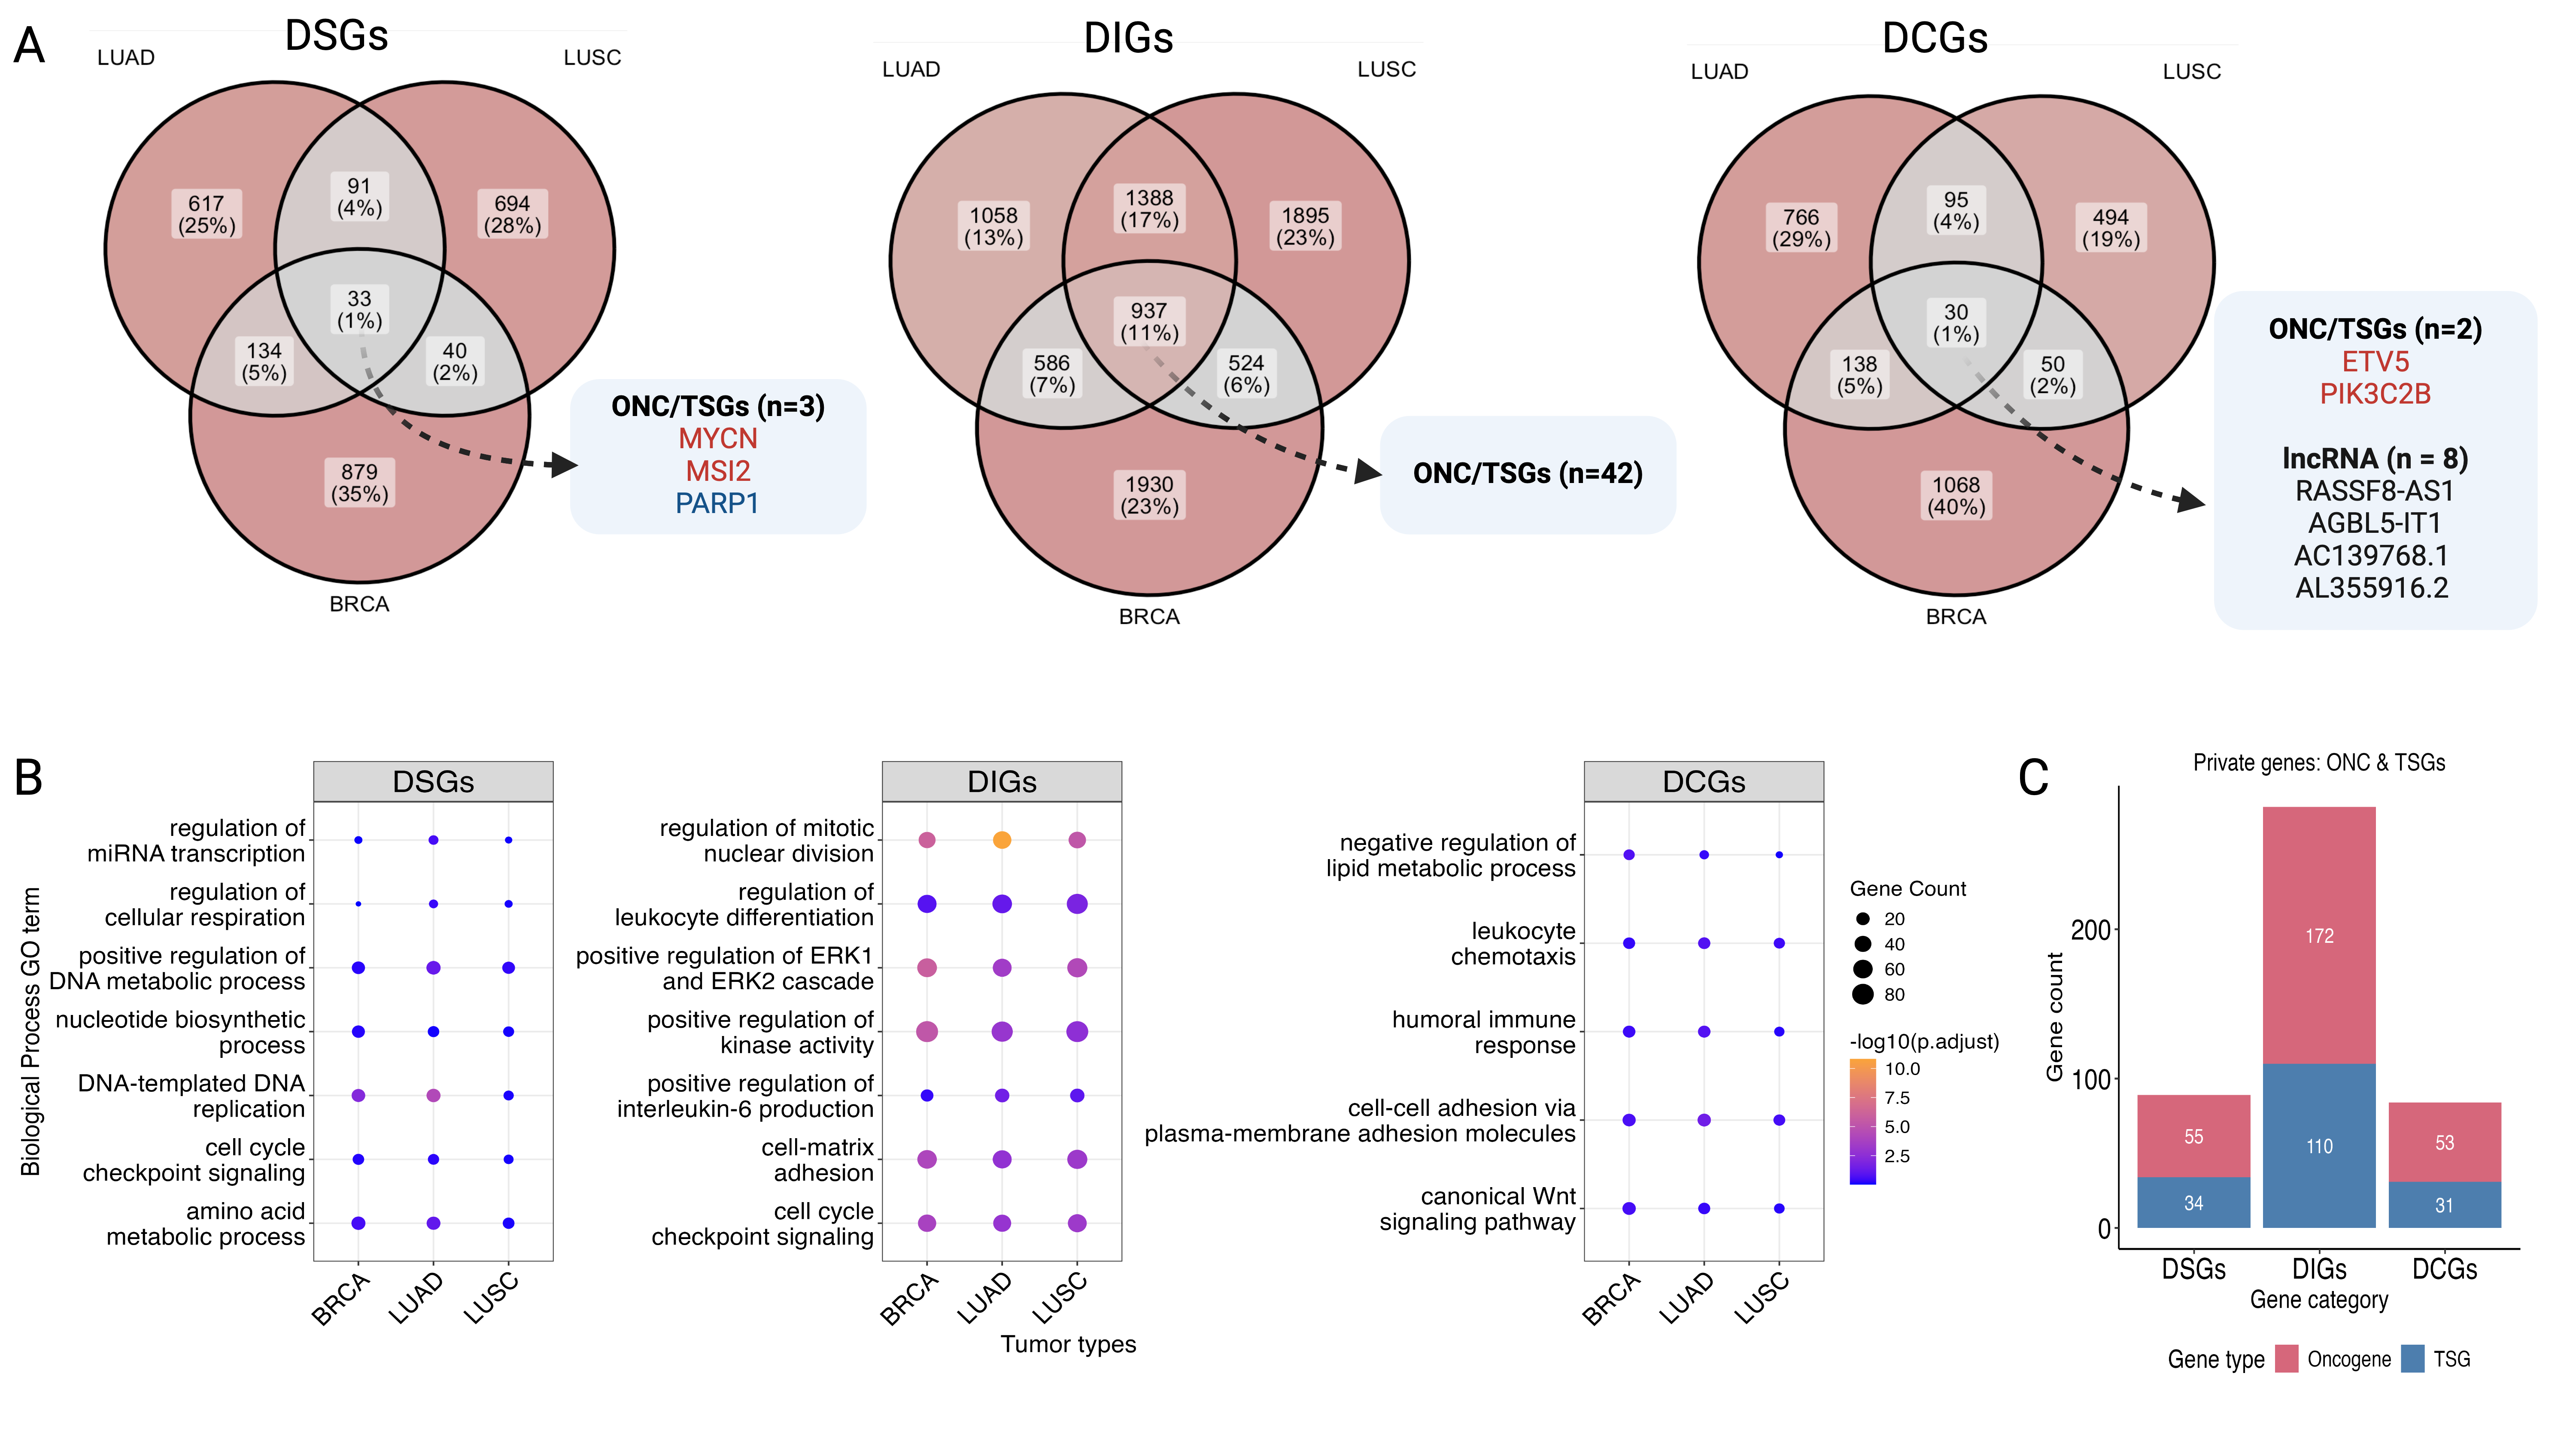 A
DSGs
LUAD
LUSC
617
(25%)
91
(4%)
694
(28%)
33
(1%)
134
(5%)
40
(2%)
879
(35%)
BRCA
ONC/TSGs (n=3)
MYCN
MSI2
PARP1
DIGs
LUAD
LUSC
1058
(13%)
1388
(17%)
1895
(23%)
937
(11%)
586
(7%)
524
(6%)
1930
(23%)
BRCA
ONC/TSGs (n=42)
DCGs
LUAD
LUSC
766
(29%)
95
(4%)
494
(19%)
30
(1%)
138
(5%)
50
(2%)
1068
(40%)
BRCA
ONC/TSGs (n=2)
ETV5
PIK3C2B
lncRNA (n = 8)
RASSF8-AS1
AGBL5-IT1
AC139768.1
AL355916.2
B
Biological Process GO term
DSGs
regulation of
miRNA transcription
regulation of
cellular respiration
positive regulation of
DNA metabolic process
nucleotide biosynthetic
process
DNA-templated DNA
replication
cell cycle
checkpoint signaling
amino acid
metabolic process
BRCA
LUAD
LUSC
DIGs
regulation of mitotic
nuclear division
regulation of
leukocyte differentiation
positive regulation of ERK1
and ERK2 cascade
positive regulation of
kinase activity
positive regulation of
interleukin-6 production
cell-matrix
adhesion
cell cycle
checkpoint signaling
BRCA
LUAD
LUSC
Tumor types
DCGs
negative regulation of
lipid metabolic process
leukocyte
chemotaxis
humoral immune
response
cell-cell adhesion via
plasma-membrane adhesion molecules
canonical Wnt
signaling pathway
BRCA
LUAD
LUSC
Gene Count
20
40
60
80
-log10(p.adjust)
10.0
7.5
5.0
2.5
C
Private genes: ONC & TSGs
Gene count
200
100
0
55
34
172
110
53
31
DSGs
DIGs
DCGs
Gene category
Gene type
Oncogene
TSG